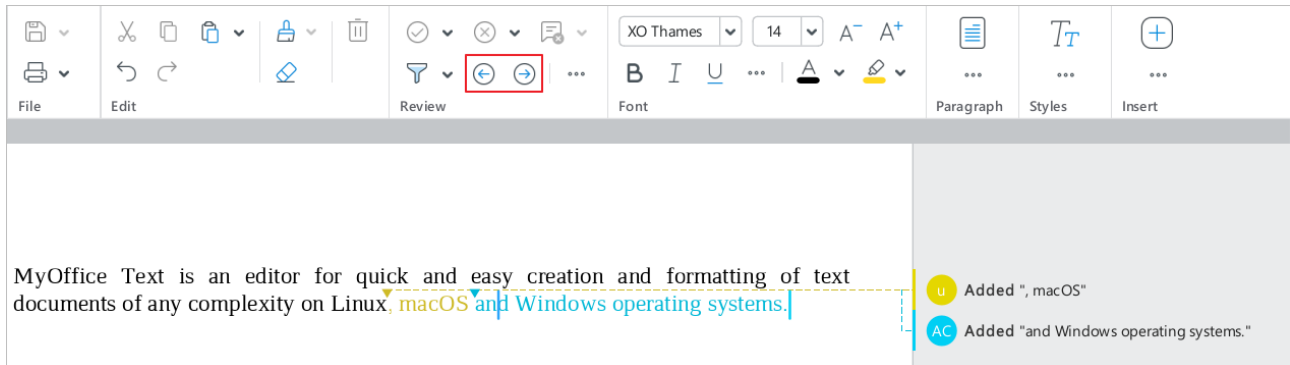 XO Thames 14 A⁻ A⁺
B I U A
File Edit Review Font Paragraph Styles Insert
MyOffice Text is an editor for quick and easy creation and formatting of text
documents of any complexity on Linux, macOS and Windows operating systems.
u Added ", macOS"
AC Added "and Windows operating systems."